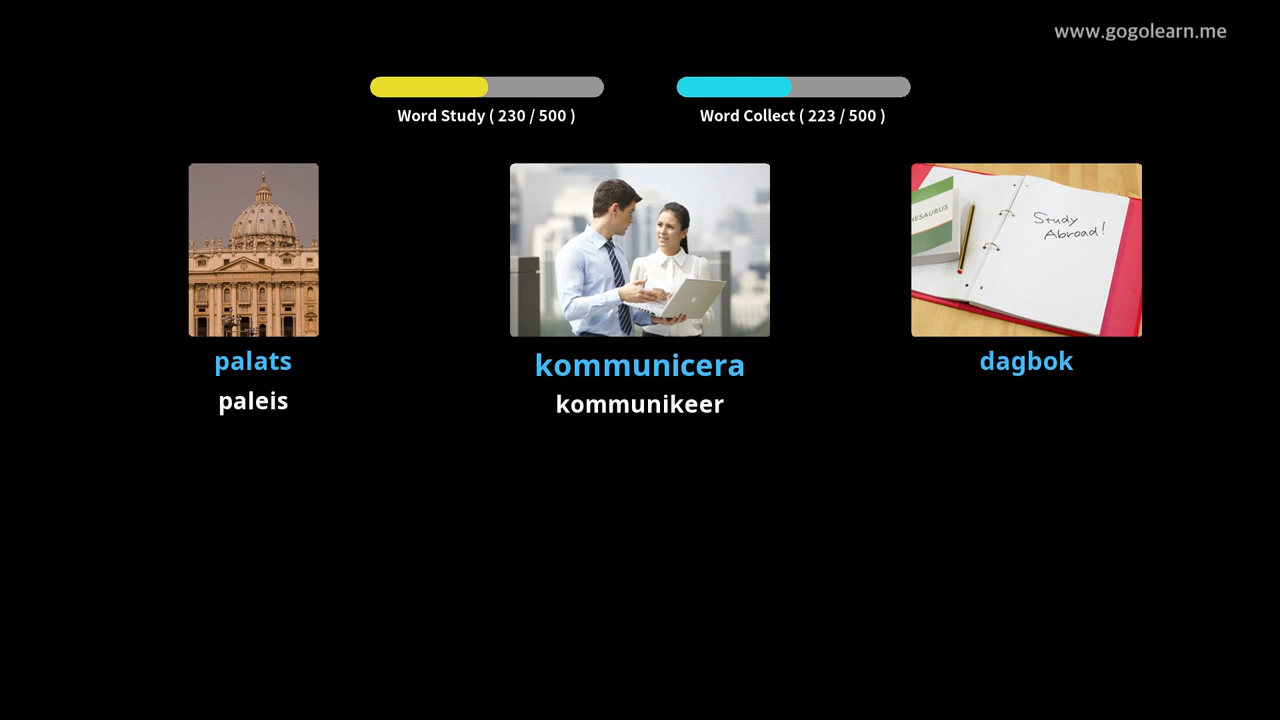 www.gogolearn.me
Word Study ( 230 / 500 )
Word Collect ( 223 / 500 )
THESAURUS
Study
Abroad!
palats
kommunicera
dagbok
paleis
kommunikeer